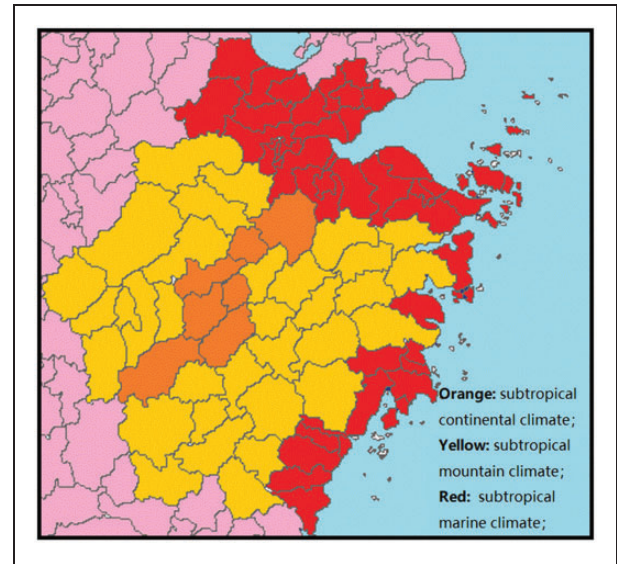 Orange: subtropical
continental climate;
Yellow: subtropical
mountain climate;
Red: subtropical
marine climate;